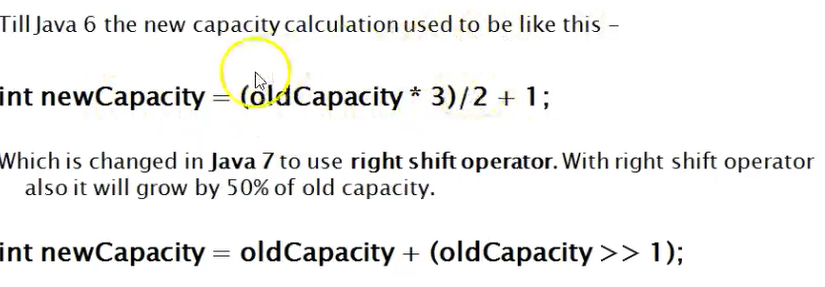 Till Java 6 the new capacity calculation used to be like this –
int newCapacity = (oldCapacity * 3)/2 + 1;
Which is changed in Java 7 to use right shift operator. With right shift operator
also it will grow by 50% of old capacity.
int newCapacity = oldCapacity + (oldCapacity >> 1);